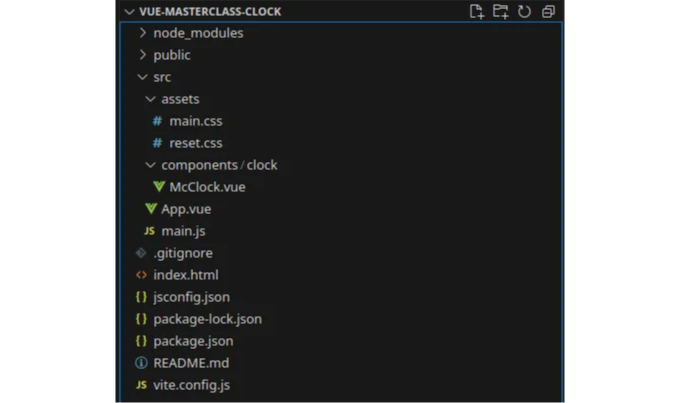 VUE-MASTERCLASS-CLOCK
node_modules
public
src
assets
# main.css
# reset.css
components / clock
McClock.vue
App.vue
JS main.js
.gitignore
<> index.html
{} jsconfig.json
{} package-lock.json
{} package.json
README.md
JS vite.config.js